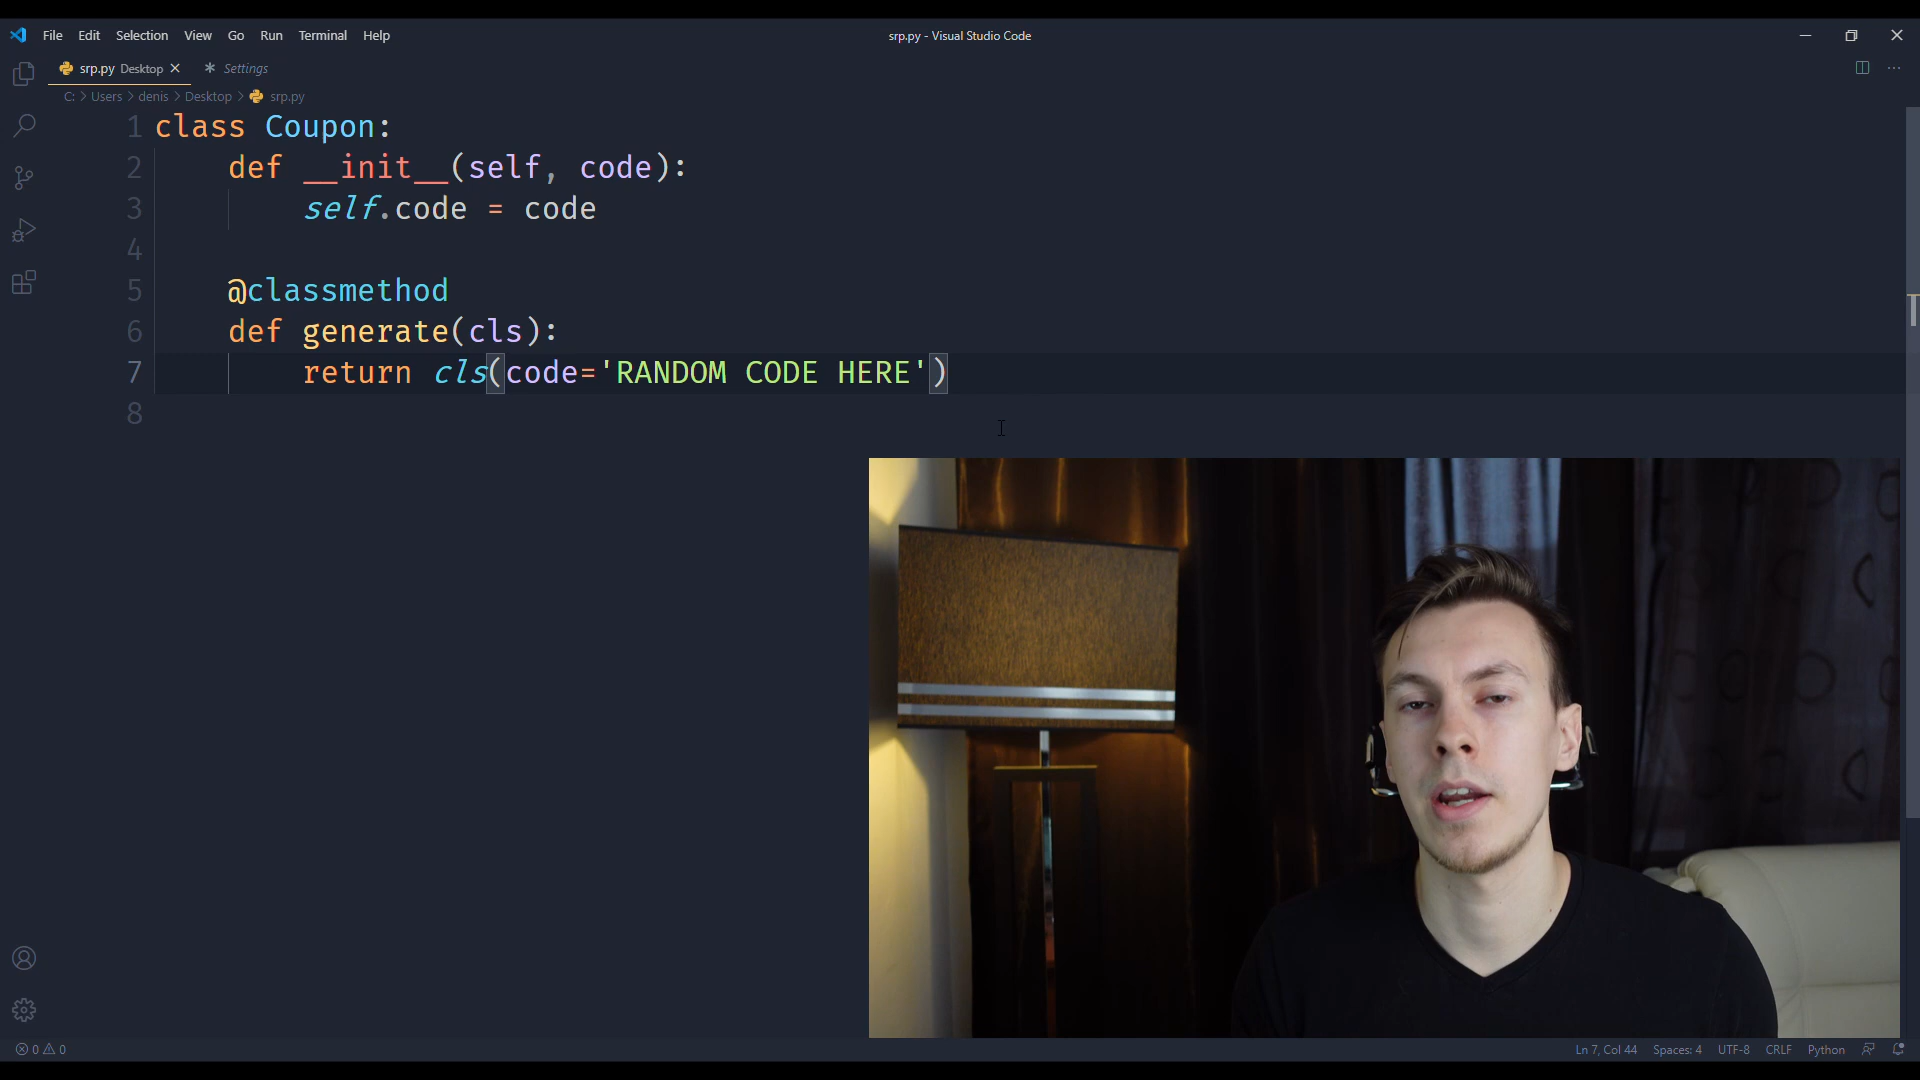 File Edit Selection View Go Run Terminal Help
srp.py - Visual Studio Code
srp.py Desktop
Settings
C: > Users > denis > Desktop > srp.py
1 class Coupon:
2     def __init__(self, code):
3         self.code = code
4
5     @classmethod
6     def generate(cls):
7         return cls(code='RANDOM CODE HERE')
8
0 0
Ln 7, Col 44 Spaces: 4 UTF-8 CRLF Python